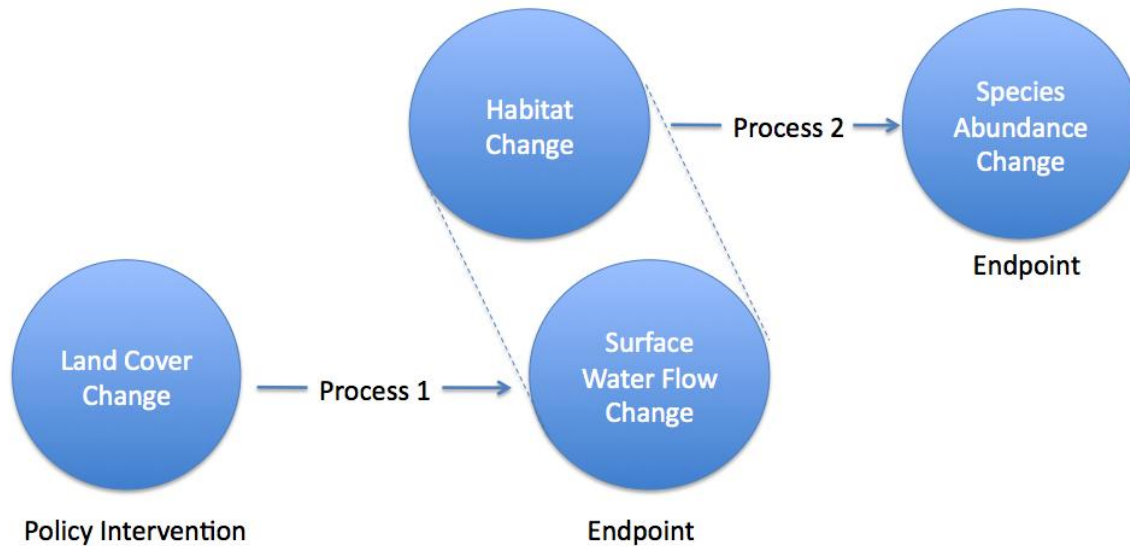 Habitat
Change
Process 2
Species
Abundance
Change
Endpoint
Land Cover
Change
Process 1
Surface
Water Flow
Change
Policy Intervention
Endpoint